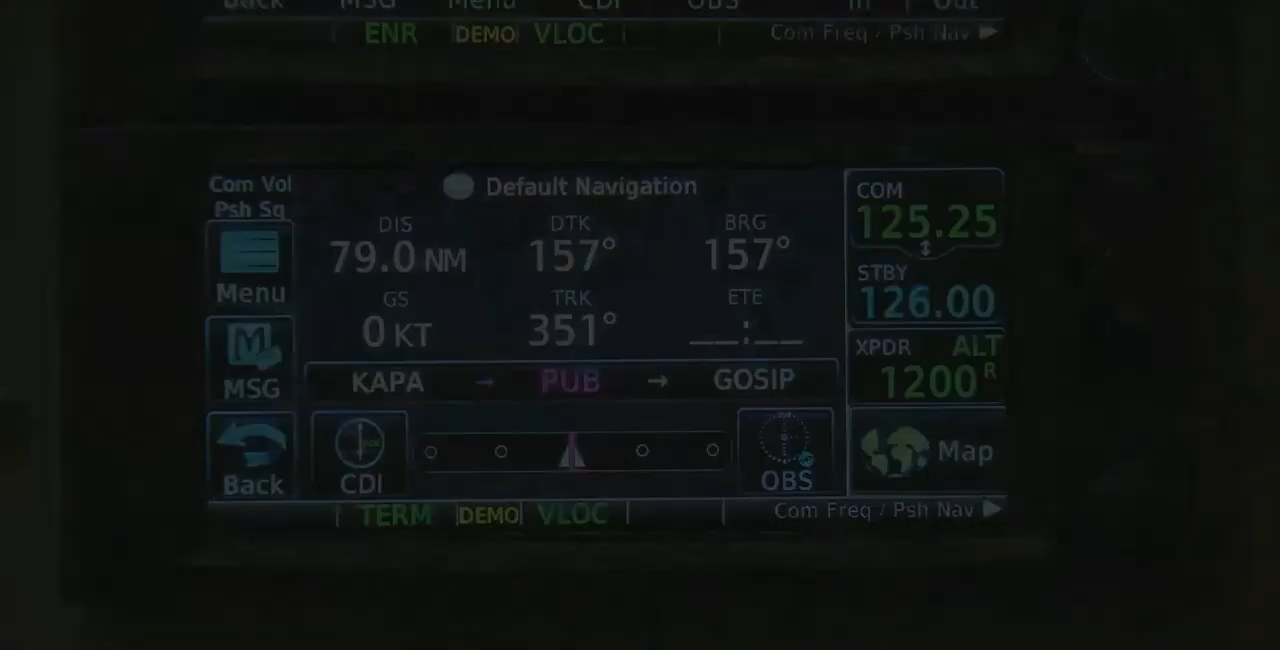 Back MSG Menu CDI OBS In Out
ENR DEMO VLOC Com Freq / Psh Nav
Com Vol
Psh Sq
Default Navigation
DIS DTK BRG
79.0 NM 157° 157°
Menu
GS TRK ETE
0 KT 351° __:__
MSG
KAPA → PUB → GOSIP
Back
CDI
OBS
COM
125.25
STBY
126.00
XPDR ALT
1200 R
Map
TERM DEMO VLOC Com Freq / Psh Nav